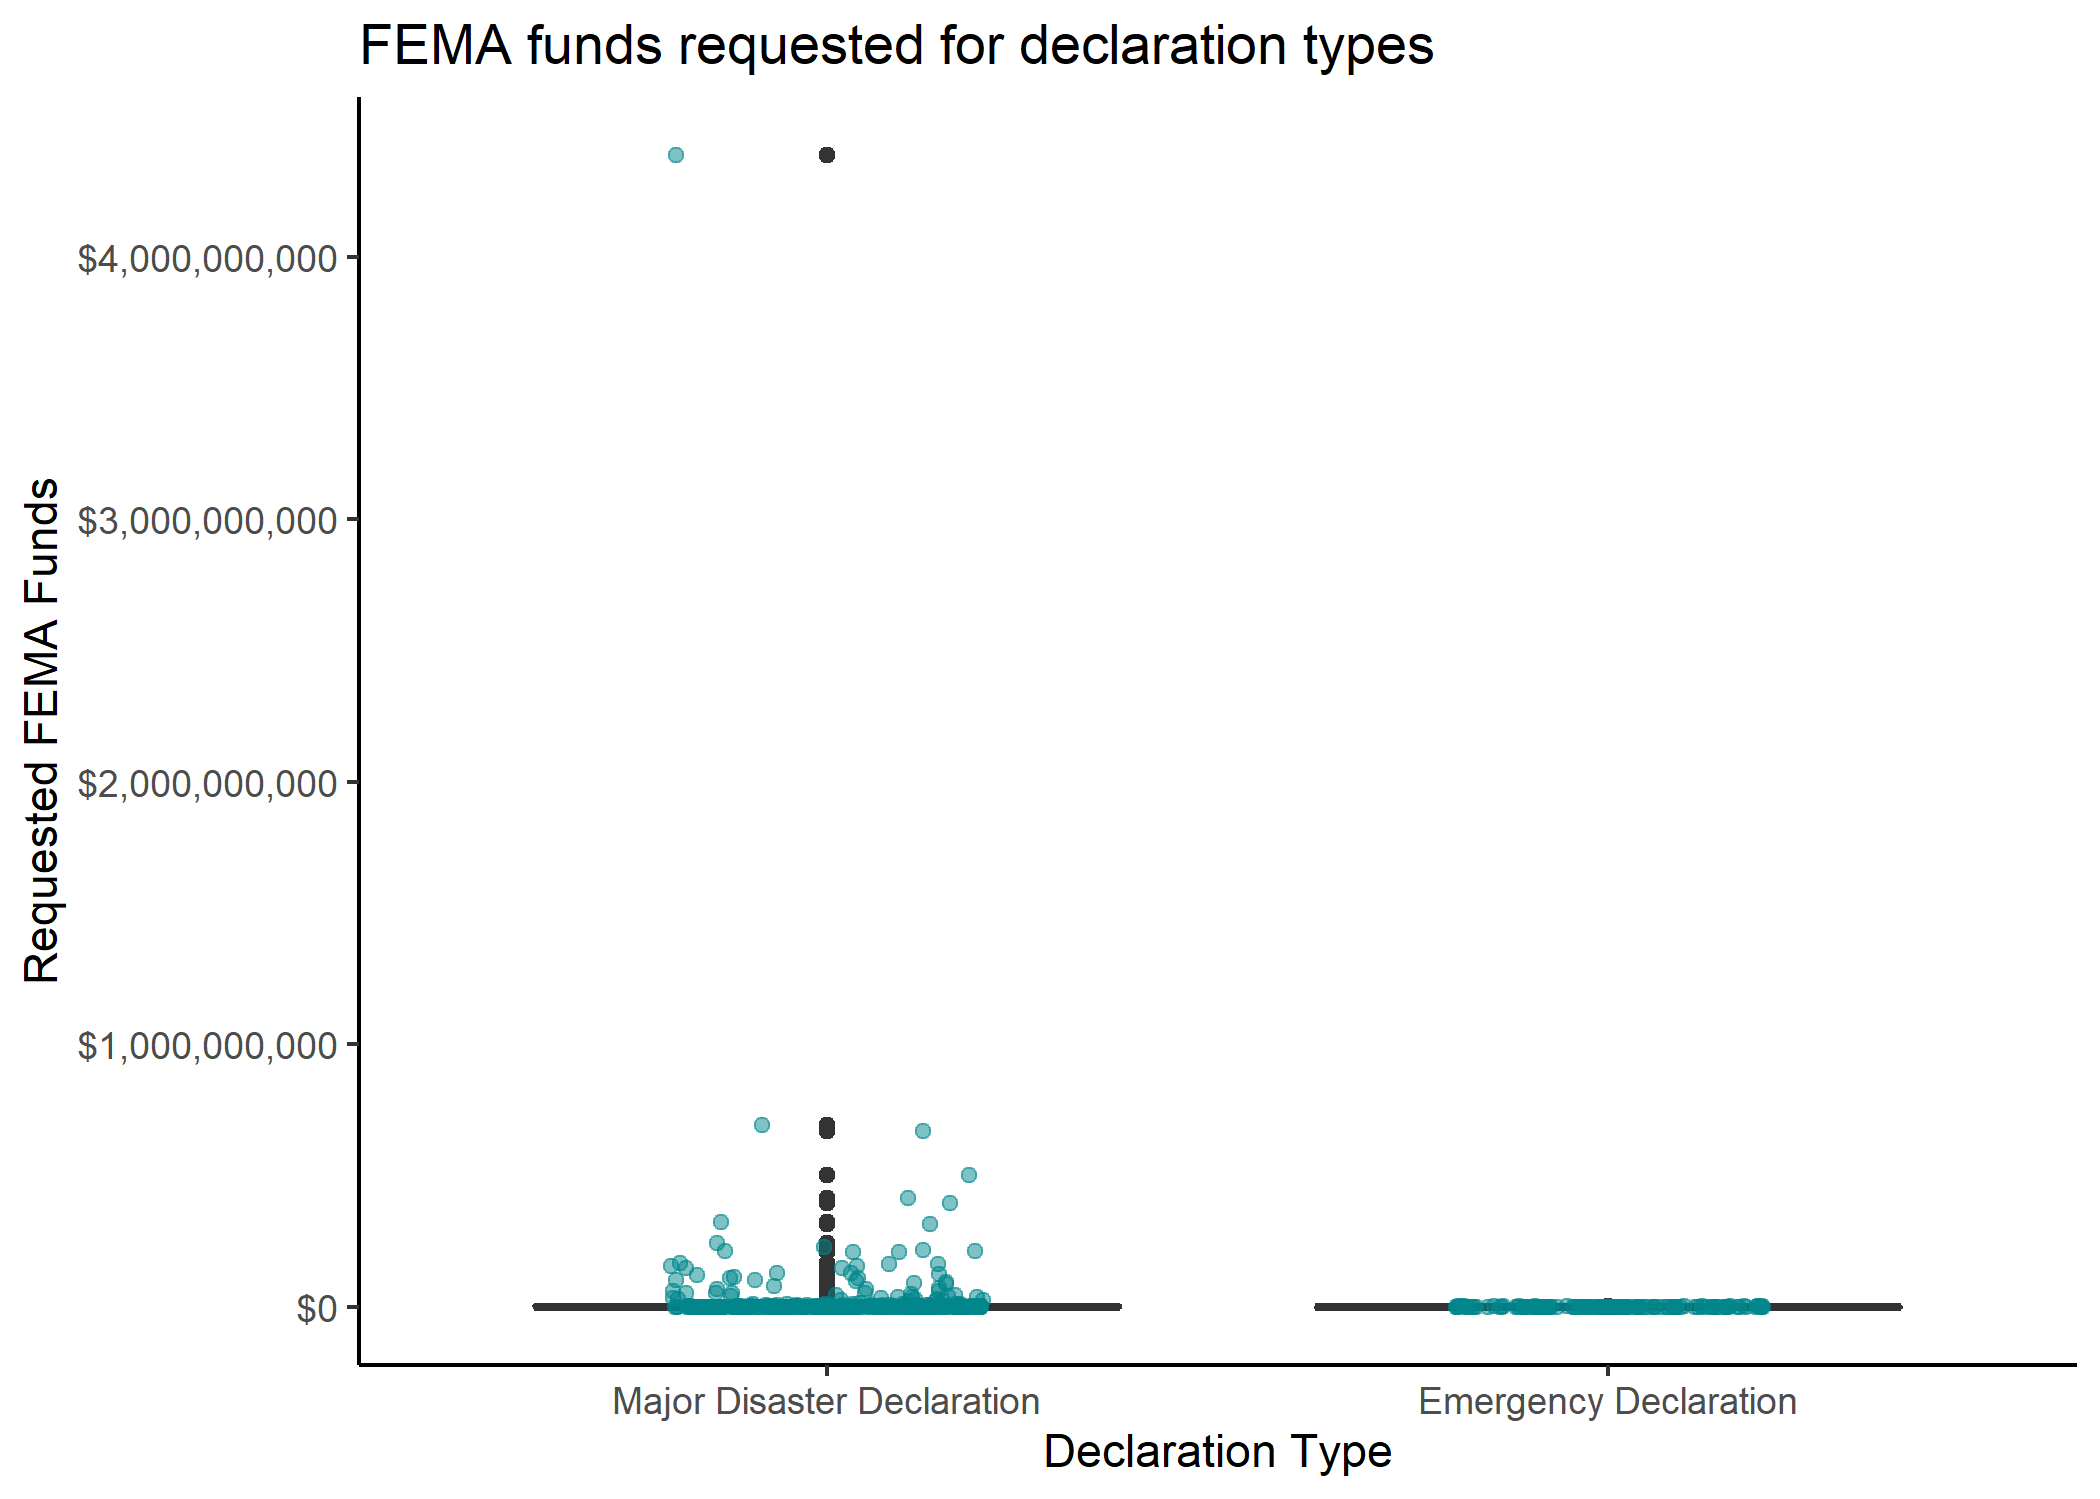 FEMA funds requested for declaration types
Requested FEMA Funds
$4,000,000,000
$3,000,000,000
$2,000,000,000
$1,000,000,000
$0
Major Disaster Declaration
Emergency Declaration
Declaration Type